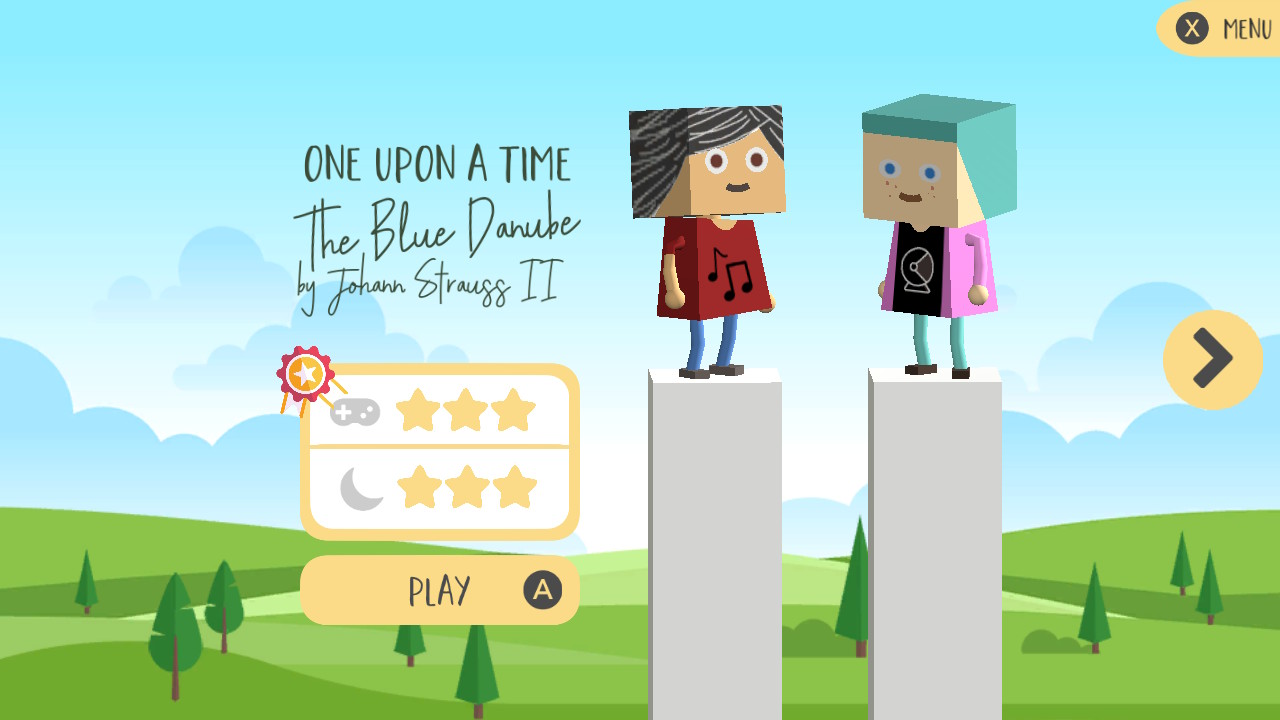 X MENU
ONE UPON A TIME
The Blue Danube
by Johann Strauss II
PLAY A